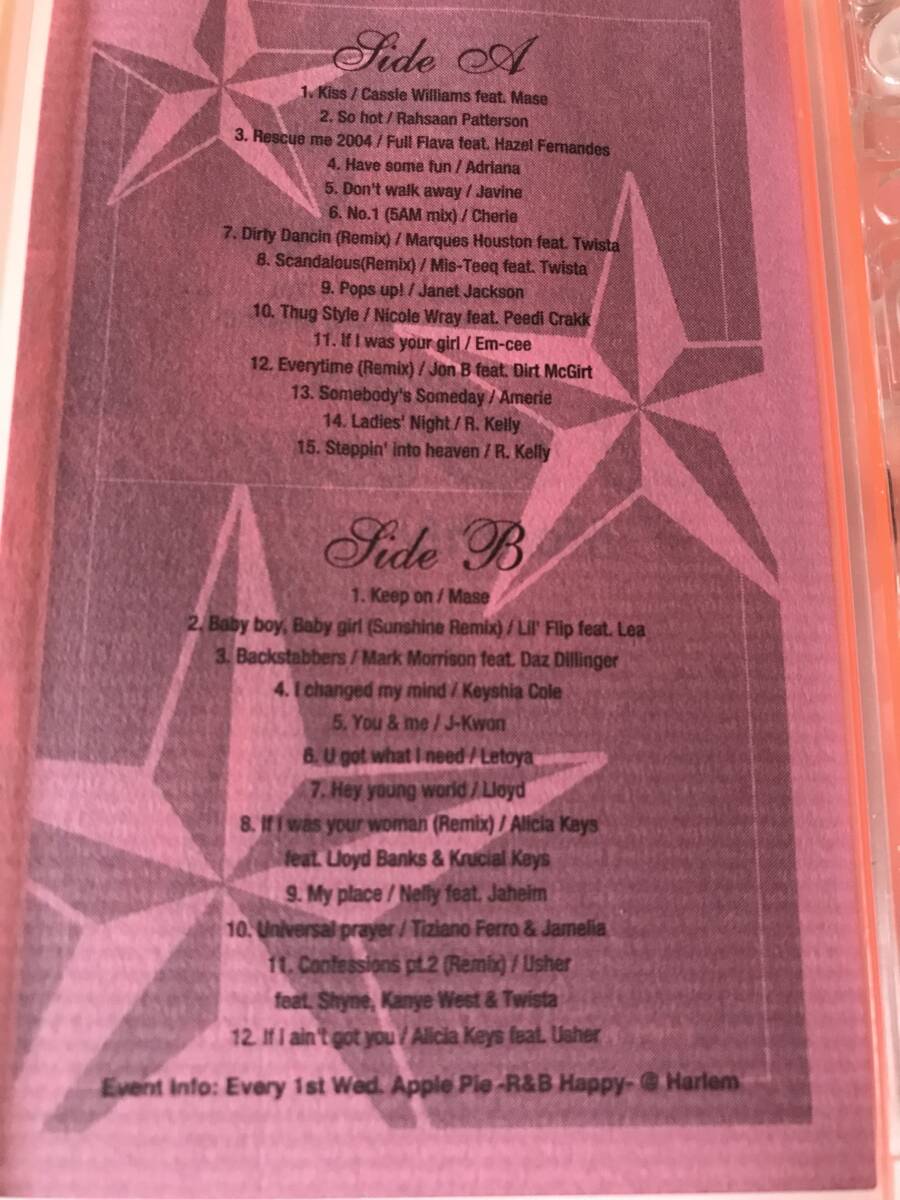 Side A
1. Kiss / Cassie Williams feat. Mase
2. So hot / Rahsaan Patterson
3. Rescue me 2004 / Full Flava feat. Hazel Fernandes
4. Have some fun / Adriana
5. Don't walk away / Javine
6. No.1 (5AM mix) / Cherie
7. Dirty Dancin (Remix) / Marques Houston feat. Twista
8. Scandalous(Remix) / Mis-Teeq feat. Twista
9. Pops up! / Janet Jackson
10. Thug Style / Nicole Wray feat. Peedi Crakk
11. If I was your girl / Em-cee
12. Everytime (Remix) / Jon B feat. Dirt McGirt
13. Somebody's Someday / Amerie
14. Ladies' Night / R. Kelly
15. Steppin' into heaven / R. Kelly
Side B
1. Keep on / Mase
2. Baby boy, Baby girl (Sunshine Remix) / Lil' Flip feat. Lea
3. Backstabbers / Mark Morrison feat. Daz Dillinger
4. I changed my mind / Keyshia Cole
5. You & me / J-Kwon
6. U got what I need / Letoya
7. Hey young world / Lloyd
8. If I was your woman (Remix) / Alicia Keys
feat. Lloyd Banks & Krucial Keys
9. My place / Nelly feat. Jaheim
10. Universal prayer / Tiziano Ferro & Jamelia
11. Confessions pt.2 (Remix) / Usher
feat. Shyne, Kanye West & Twista
12. If I ain't got you / Alicia Keys feat. Usher
Event Info: Every 1st Wed. Apple Pie -R&B Happy- @ Harlem